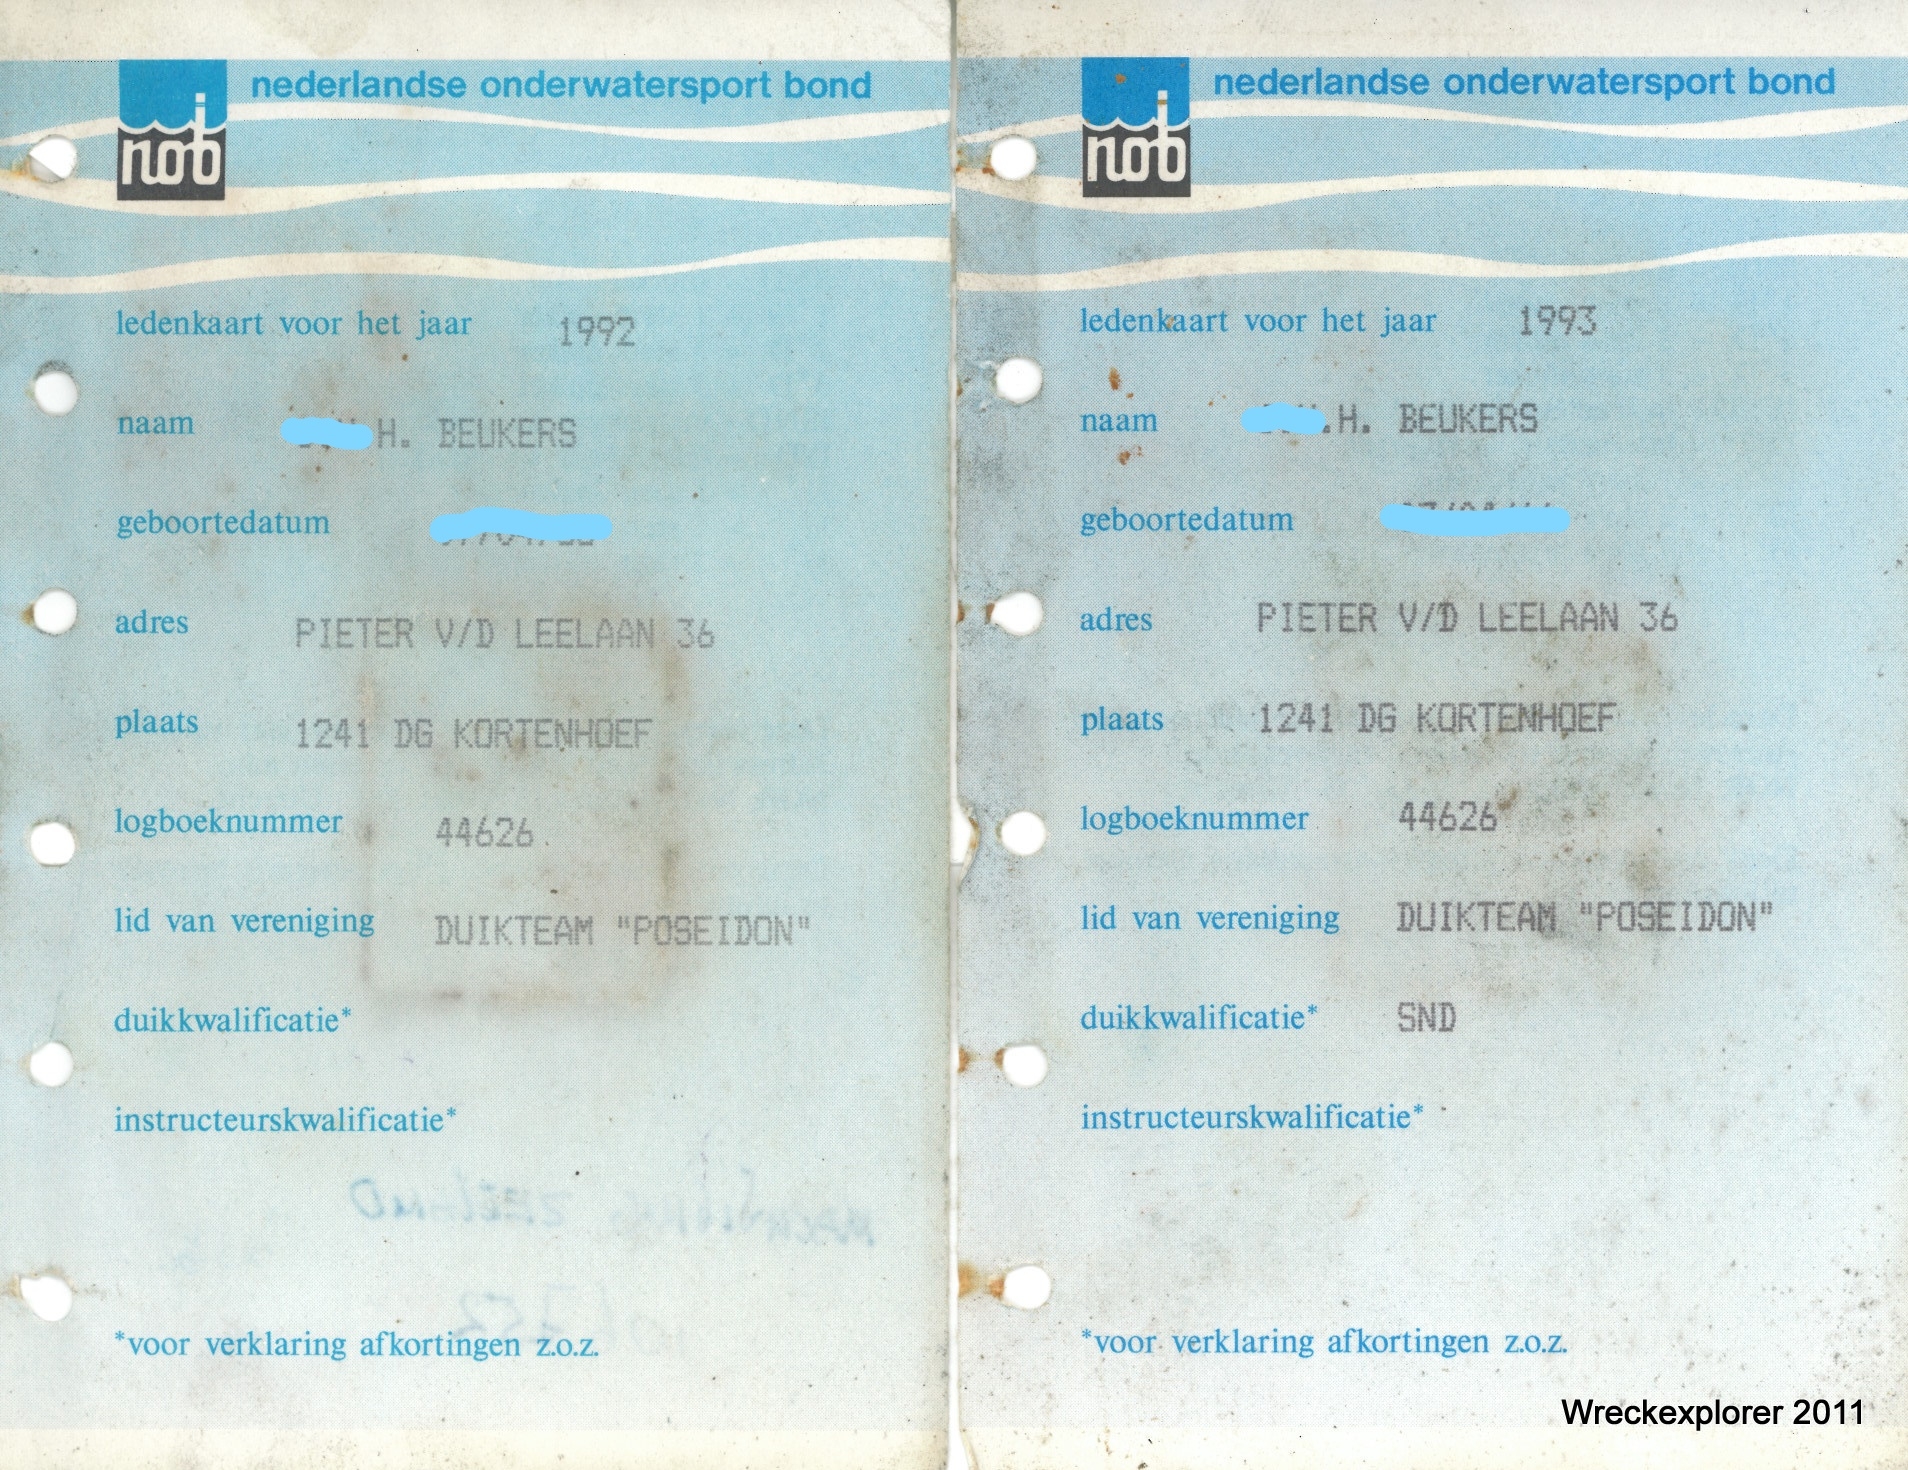 nederlandse onderwatersport bond
nob
ledenkaart voor het jaar 1992
naam H. BEUKERS
geboortedatum
adres PIETER V/D LEELAAN 36
plaats 1241 DG KORTENHOEF
logboeknummer 44626
lid van vereniging DUIKTEAM "POSEIDON"
duikkwalificatie*
instructeurskwalificatie*
*voor verklaring afkortingen z.o.z.
nederlandse onderwatersport bond
nob
ledenkaart voor het jaar 1993
naam .H. BEUKERS
geboortedatum
adres PIETER V/D LEELAAN 36
plaats 1241 DG KORTENHOEF
logboeknummer 44626
lid van vereniging DUIKTEAM "POSEIDON"
duikkwalificatie* SND
instructeurskwalificatie*
*voor verklaring afkortingen z.o.z.
Wreckexplorer 2011